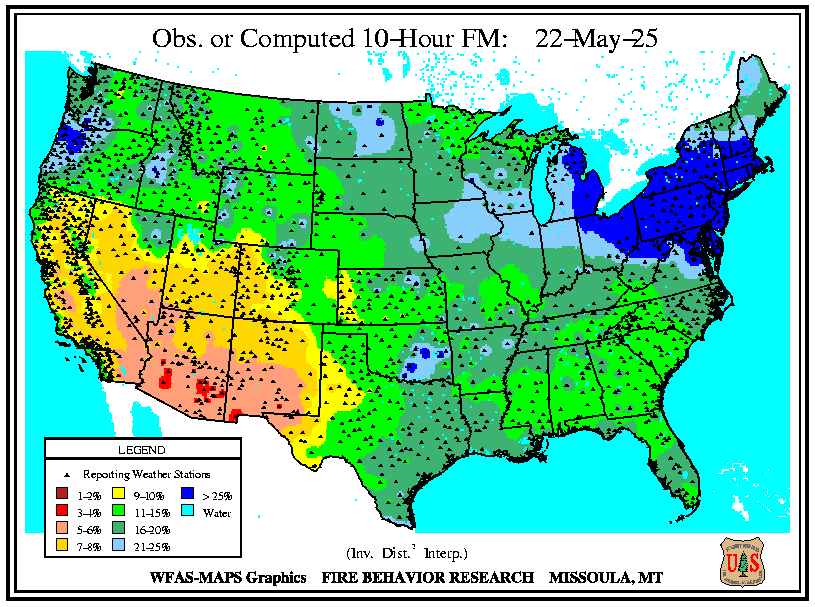 Obs. or Computed 10-Hour FM: 22-May-25
LEGEND
Reporting Weather Stations
1-2%
3-4%
5-6%
7-8%
9-10%
11-15%
16-20%
21-25%
> 25%
Water
(Inv. Dist.² Interp.)
WFAS-MAPS Graphics FIRE BEHAVIOR RESEARCH MISSOULA, MT
U S